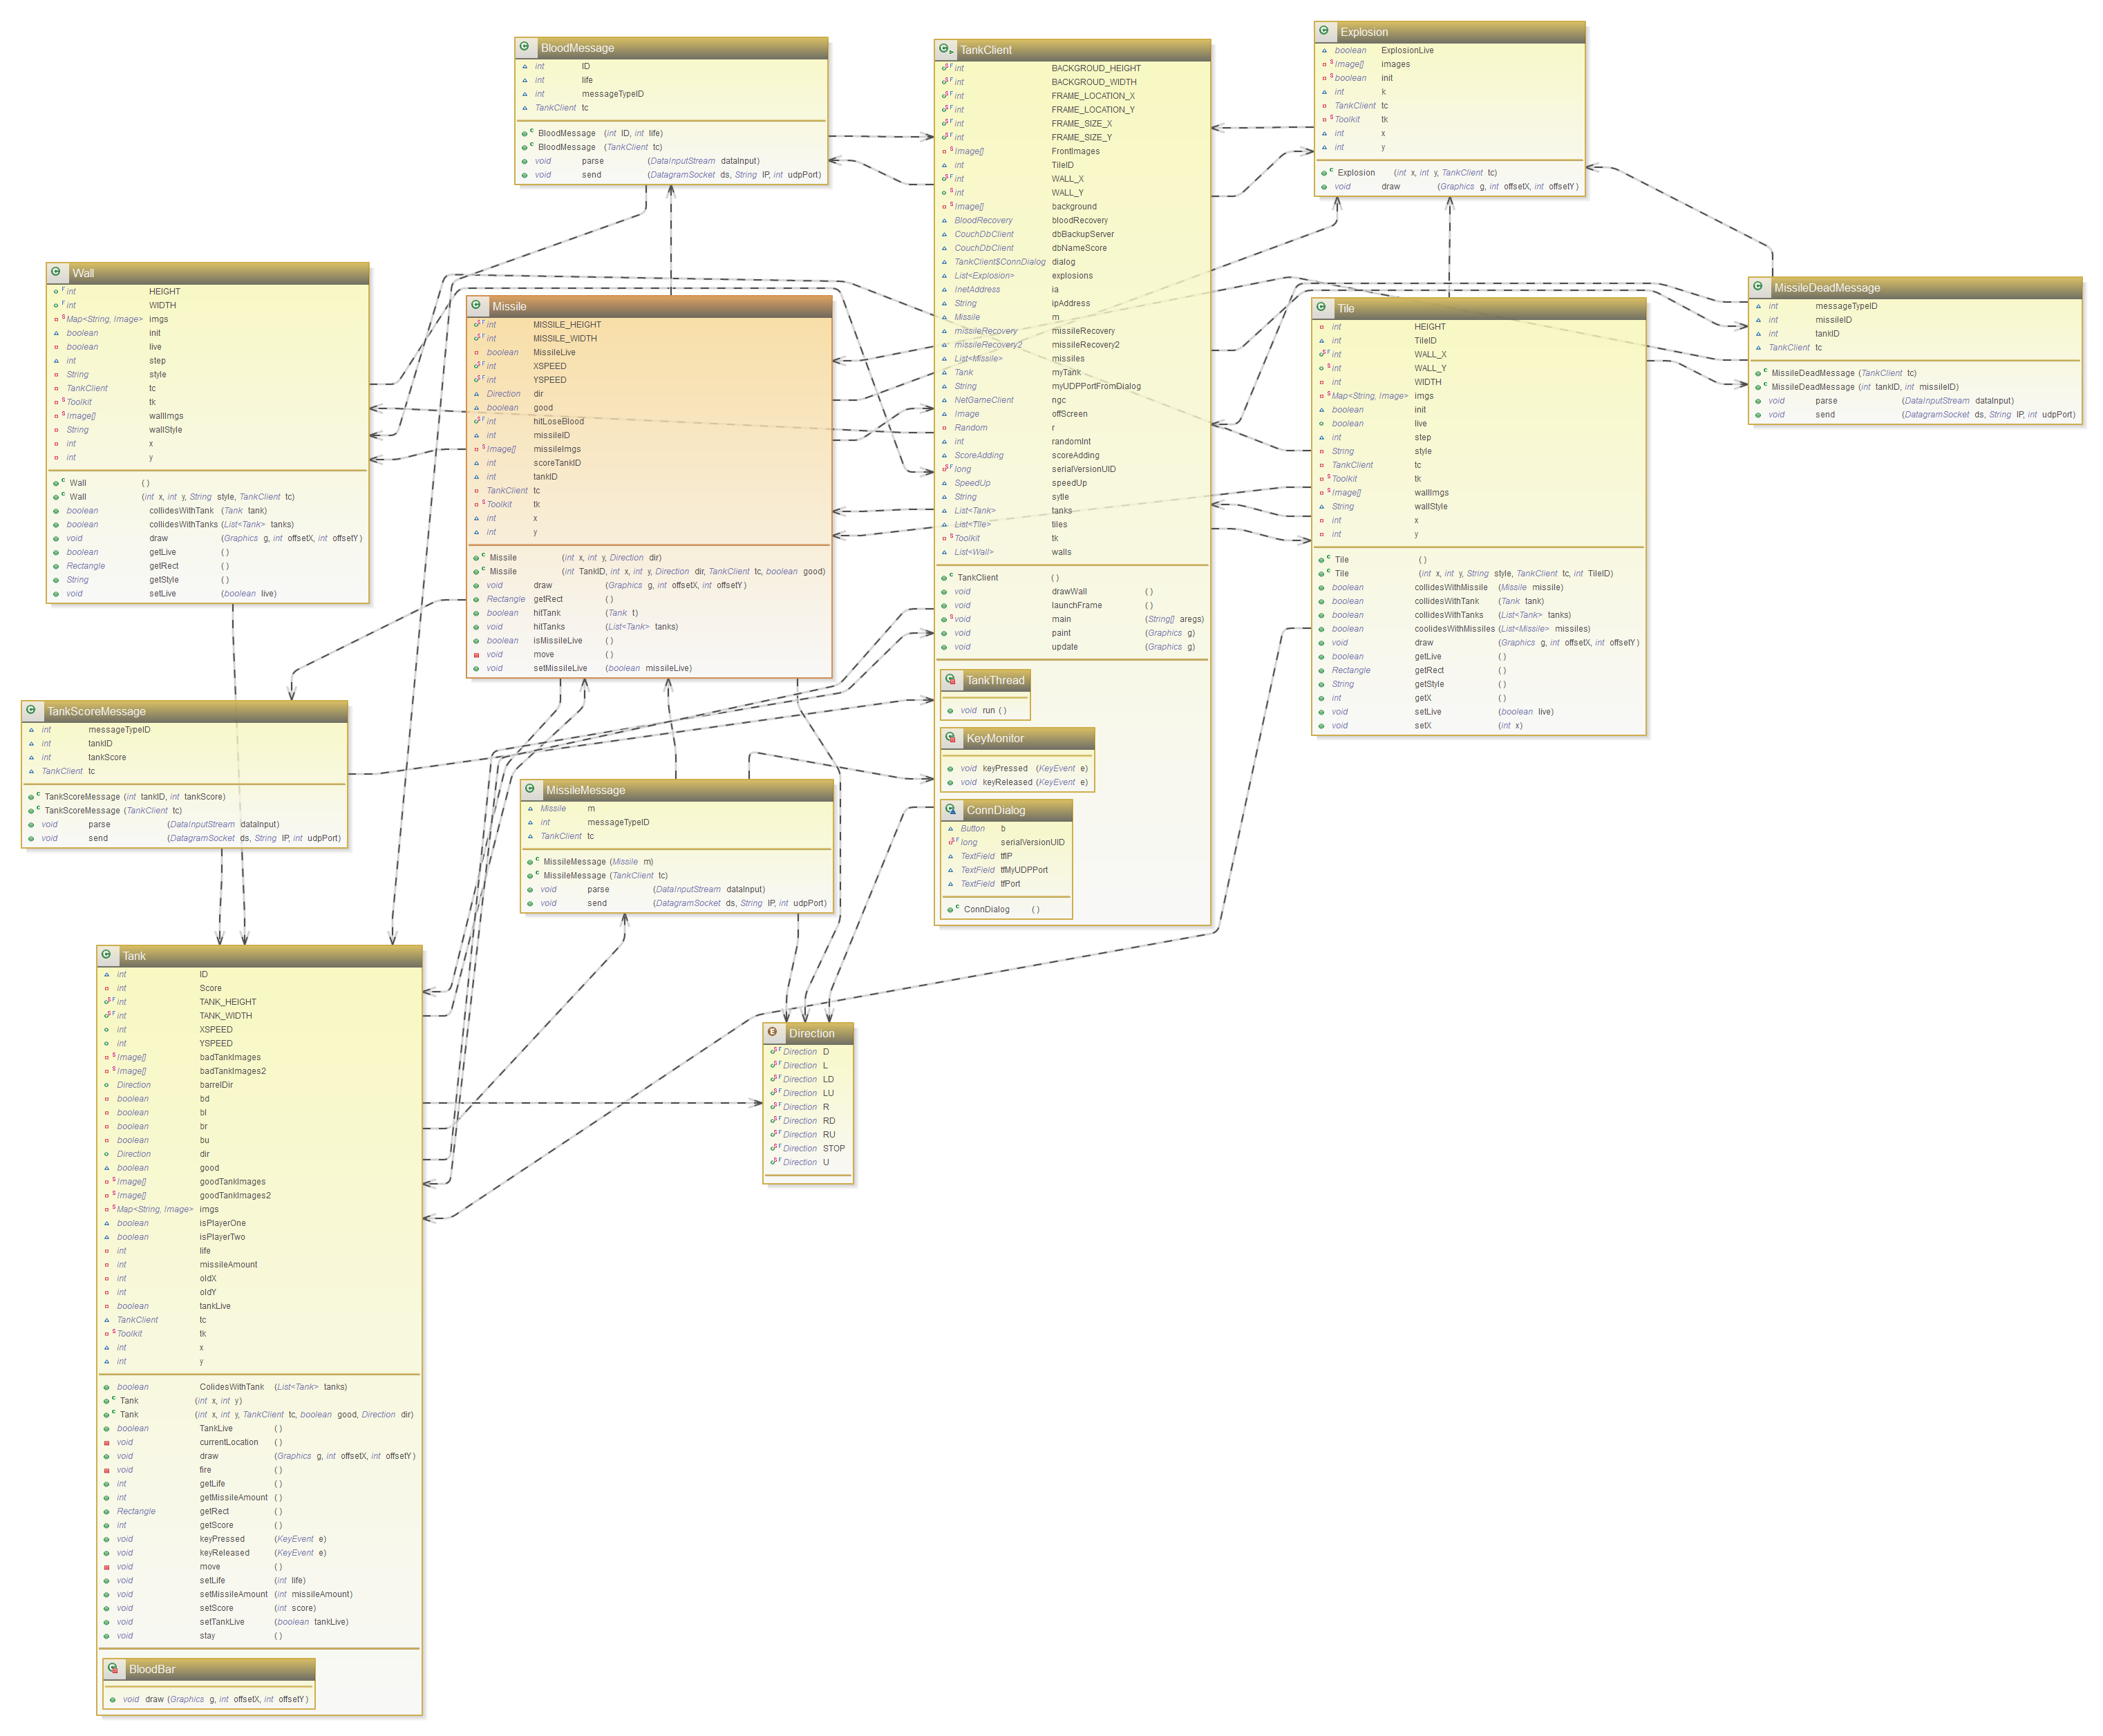 BloodMessage
int ID
int life
int messageTypeID
TankClient tc
BloodMessage (int ID, int life)
BloodMessage (TankClient tc)
void parse (DataInputStream dataInput)
void send (DatagramSocket ds, String IP, int udpPort)
TankClient
S F int BACKGROUD_HEIGHT
S F int BACKGROUD_WIDTH
S F int FRAME_LOCATION_X
S F int FRAME_LOCATION_Y
S F int FRAME_SIZE_X
S F int FRAME_SIZE_Y
S Image[] FrontImages
int TileID
S F int WALL_X
S int WALL_Y
S Image[] background
BloodRecovery bloodRecovery
CouchDbClient dbBackupServer
CouchDbClient dbNameScore
TankClient$ConnDialog dialog
List<Explosion> explosions
InetAddress ia
String ipAddress
Missile m
missileRecovery missileRecovery
missileRecovery2 missileRecovery2
List<Missile> missiles
Tank myTank
String myUDPPortFromDialog
NetGameClient ngc
Image offScreen
Random r
int randomInt
ScoreAdding scoreAdding
S F long serialVersionUID
SpeedUp speedUp
String sytle
List<Tank> tanks
List<Tile> tiles
S Toolkit tk
List<Wall> walls
TankClient ( )
void drawWall ( )
void launchFrame ( )
S void main (String[] aregs)
void paint (Graphics g)
void update (Graphics g)
TankThread
void run ( )
KeyMonitor
void keyPressed (KeyEvent e)
void keyReleased (KeyEvent e)
ConnDialog
Button b
S F long serialVersionUID
TextField tfIP
TextField tfMyUDPPort
TextField tfPort
ConnDialog ( )
Explosion
boolean ExplosionLive
S Image[] images
S boolean init
int k
TankClient tc
S Toolkit tk
int x
int y
Explosion (int x, int y, TankClient tc)
void draw (Graphics g, int offsetX, int offsetY)
Wall
F int HEIGHT
F int WIDTH
S Map<String, Image> imgs
boolean init
boolean live
int step
String style
TankClient tc
S Toolkit tk
S Image[] wallImgs
String wallStyle
int x
int y
Wall ( )
Wall (int x, int y, String style, TankClient tc)
boolean collidesWithTank (Tank tank)
boolean collidesWithTanks (List<Tank> tanks)
void draw (Graphics g, int offsetX, int offsetY)
boolean getLive ( )
Rectangle getRect ( )
String getStyle ( )
void setLive (boolean live)
Missile
S F int MISSILE_HEIGHT
S F int MISSILE_WIDTH
boolean MissileLive
S F int XSPEED
S F int YSPEED
Direction dir
boolean good
S F int hitLoseBlood
int missileID
S Image[] missileImgs
int scoreTankID
int tankID
TankClient tc
S Toolkit tk
int x
int y
Missile (int x, int y, Direction dir)
Missile (int TankID, int x, int y, Direction dir, TankClient tc, boolean good)
void draw (Graphics g, int offsetX, int offsetY)
Rectangle getRect ( )
boolean hitTank (Tank t)
void hitTanks (List<Tank> tanks)
boolean isMissileLive ( )
void move ( )
void setMissileLive (boolean missileLive)
Tile
int HEIGHT
int TileID
S F int WALL_X
S int WALL_Y
int WIDTH
S Map<String, Image> imgs
boolean init
boolean live
int step
String style
TankClient tc
S Toolkit tk
S Image[] wallImgs
String wallStyle
int x
int y
Tile ( )
Tile (int x, int y, String style, TankClient tc, int TileID)
boolean collidesWithMissile (Missile missile)
boolean collidesWithTank (Tank tank)
boolean collidesWithTanks (List<Tank> tanks)
boolean coolidesWithMissiles (List<Missile> missiles)
void draw (Graphics g, int offsetX, int offsetY)
boolean getLive ( )
Rectangle getRect ( )
String getStyle ( )
int getX ( )
void setLive (boolean live)
void setX (int x)
MissileDeadMessage
int messageTypeID
int missileID
int tankID
TankClient tc
MissileDeadMessage (TankClient tc)
MissileDeadMessage (int tankID, int missileID)
void parse (DataInputStream dataInput)
void send (DatagramSocket ds, String IP, int udpPort)
TankScoreMessage
int messageTypeID
int tankID
int tankScore
TankClient tc
TankScoreMessage (int tankID, int tankScore)
TankScoreMessage (TankClient tc)
void parse (DataInputStream dataInput)
void send (DatagramSocket ds, String IP, int udpPort)
MissileMessage
Missile m
int messageTypeID
TankClient tc
MissileMessage (Missile m)
MissileMessage (TankClient tc)
void parse (DataInputStream dataInput)
void send (DatagramSocket ds, String IP, int udpPort)
Tank
int ID
int Score
S F int TANK_HEIGHT
S F int TANK_WIDTH
int XSPEED
int YSPEED
S Image[] badTankImages
S Image[] badTankImages2
Direction barrelDir
boolean bd
boolean bl
boolean br
boolean bu
Direction dir
boolean good
S Image[] goodTankImages
S Image[] goodTankImages2
S Map<String, Image> imgs
boolean isPlayerOne
boolean isPlayerTwo
int life
int missileAmount
int oldX
int oldY
boolean tankLive
TankClient tc
S Toolkit tk
int x
int y
boolean ColidesWithTank (List<Tank> tanks)
Tank (int x, int y)
Tank (int x, int y, TankClient tc, boolean good, Direction dir)
boolean TankLive ( )
void currentLocation ( )
void draw (Graphics g, int offsetX, int offsetY)
void fire ( )
int getLife ( )
int getMissileAmount ( )
Rectangle getRect ( )
int getScore ( )
void keyPressed (KeyEvent e)
void keyReleased (KeyEvent e)
void move ( )
void setLife (int life)
void setMissileAmount (int missileAmount)
void setScore (int score)
void setTankLive (boolean tankLive)
void stay ( )
BloodBar
void draw (Graphics g, int offsetX, int offsetY)
Direction
S F Direction D
S F Direction L
S F Direction LD
S F Direction LU
S F Direction R
S F Direction RD
S F Direction RU
S F Direction STOP
S F Direction U